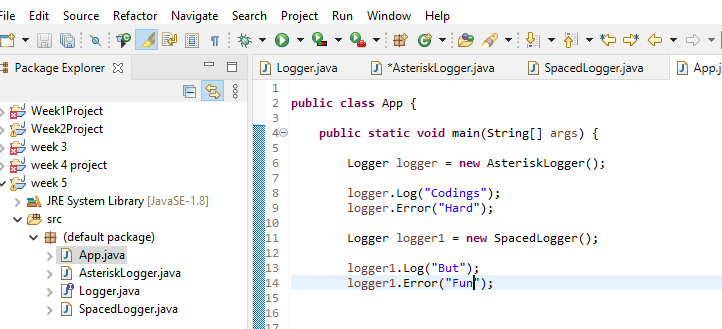 File Edit Source Refactor Navigate Search Project Run Window Help
Package Explorer
Week1Project
Week2Project
week 3
week 4 project
week 5
JRE System Library [JavaSE-1.8]
src
(default package)
App.java
AsteriskLogger.java
Logger.java
SpacedLogger.java
Logger.java *AsteriskLogger.java SpacedLogger.java App.j
1
2 public class App {
3
4 public static void main(String[] args) {
5
6 Logger logger = new AsteriskLogger();
7
8 logger.Log("Codings");
9 logger.Error("Hard");
10
11 Logger logger1 = new SpacedLogger();
12
13 logger1.Log("But");
14 logger1.Error("Fun");
15
16
17